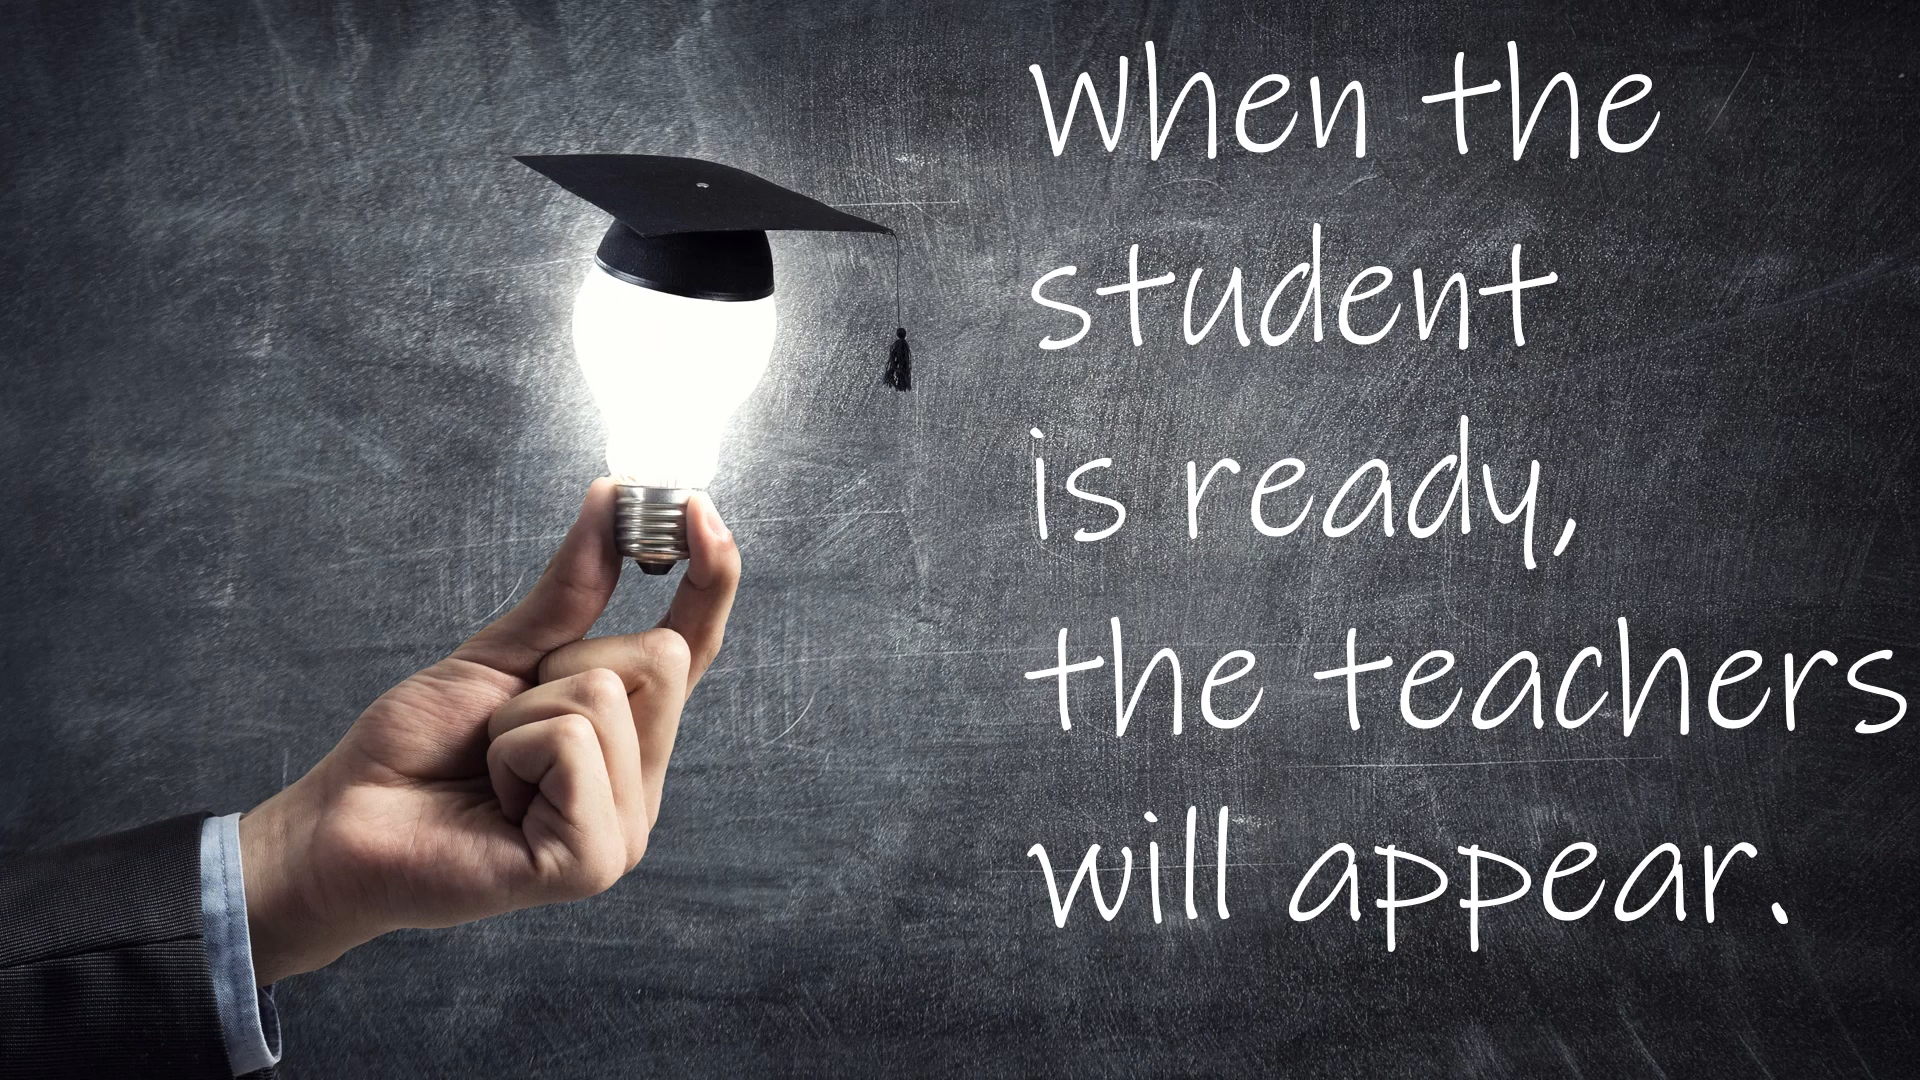 When the
student
is ready,
the teachers
will appear.